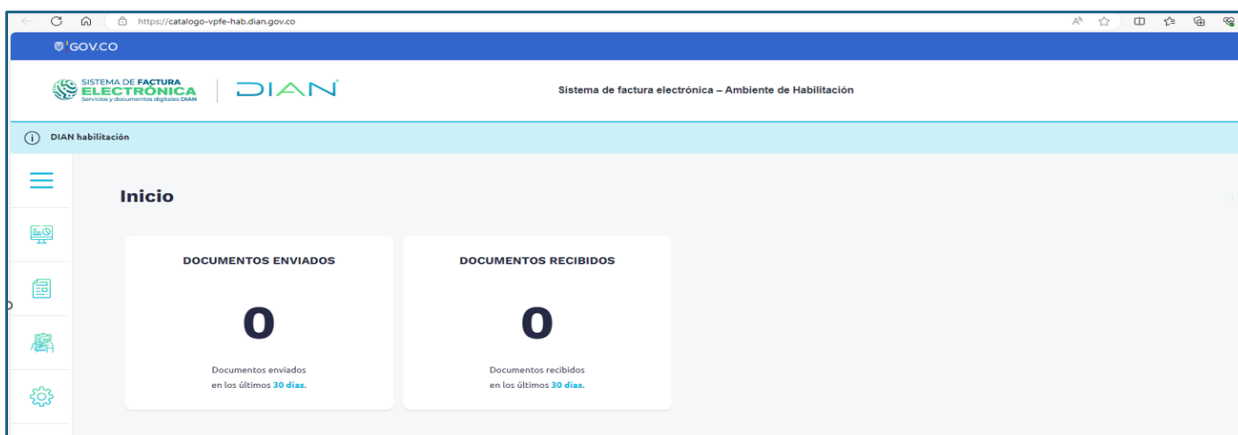 https://catalogo-vpfe-hab.dian.gov.co
GOV.CO
SISTEMA DE FACTURA
ELECTRÓNICA
Servicios y documentos digitales DIAN
DIAN
Sistema de factura electrónica – Ambiente de Habilitación
DIAN habilitación
Inicio
DOCUMENTOS ENVIADOS
DOCUMENTOS RECIBIDOS
0
0
Documentos enviados
en los últimos 30 días.
Documentos recibidos
en los últimos 30 días.